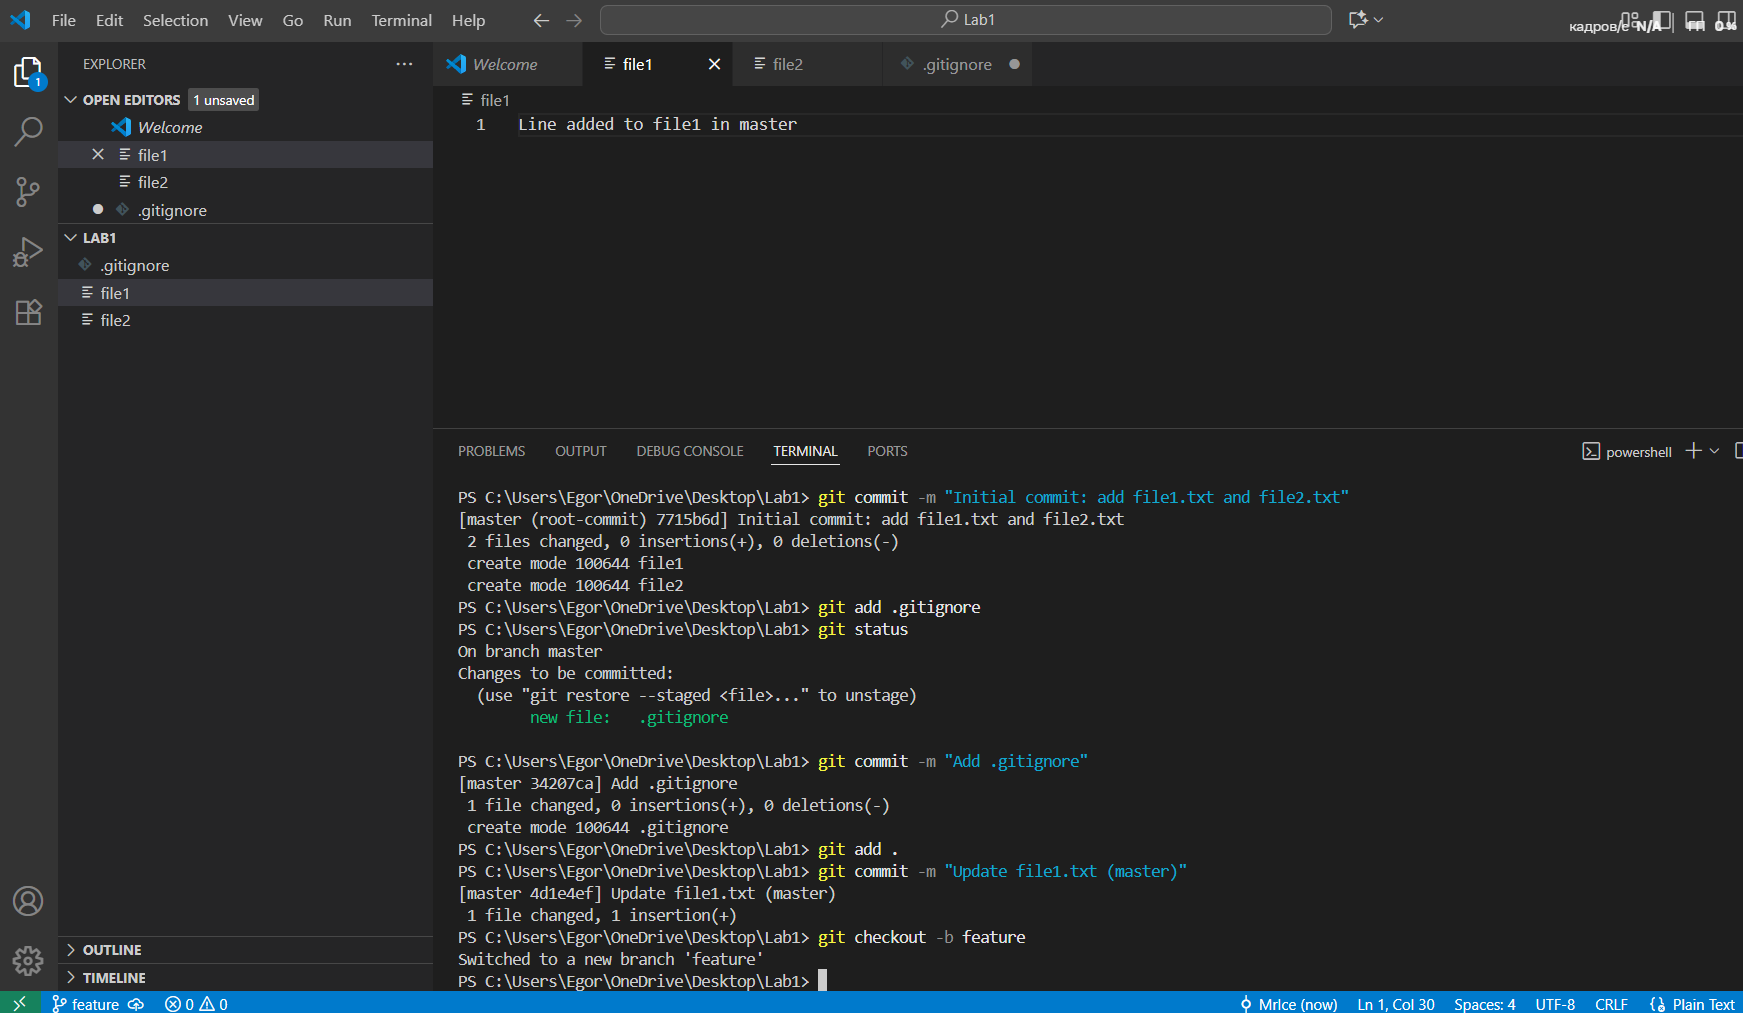 File Edit Selection View Go Run Terminal Help
Lab1
кадров/с N/A 0 %
EXPLORER
OPEN EDITORS 1 unsaved
Welcome
file1
file2
.gitignore
LAB1
.gitignore
file1
file2
OUTLINE
TIMELINE
1
Welcome
file1
file2
.gitignore
file1
1 Line added to file1 in master
PROBLEMS OUTPUT DEBUG CONSOLE TERMINAL PORTS
powershell
PS C:\Users\Egor\OneDrive\Desktop\Lab1> git commit -m "Initial commit: add file1.txt and file2.txt"
[master (root-commit) 7715b6d] Initial commit: add file1.txt and file2.txt
2 files changed, 0 insertions(+), 0 deletions(-)
create mode 100644 file1
create mode 100644 file2
PS C:\Users\Egor\OneDrive\Desktop\Lab1> git add .gitignore
PS C:\Users\Egor\OneDrive\Desktop\Lab1> git status
On branch master
Changes to be committed:
(use "git restore --staged <file>..." to unstage)
new file:   .gitignore
PS C:\Users\Egor\OneDrive\Desktop\Lab1> git commit -m "Add .gitignore"
[master 34207ca] Add .gitignore
1 file changed, 0 insertions(+), 0 deletions(-)
create mode 100644 .gitignore
PS C:\Users\Egor\OneDrive\Desktop\Lab1> git add .
PS C:\Users\Egor\OneDrive\Desktop\Lab1> git commit -m "Update file1.txt (master)"
[master 4d1e4ef] Update file1.txt (master)
1 file changed, 1 insertion(+)
PS C:\Users\Egor\OneDrive\Desktop\Lab1> git checkout -b feature
Switched to a new branch 'feature'
PS C:\Users\Egor\OneDrive\Desktop\Lab1>
feature 0 0 MrIce (now) Ln 1, Col 30 Spaces: 4 UTF-8 CRLF Plain Text